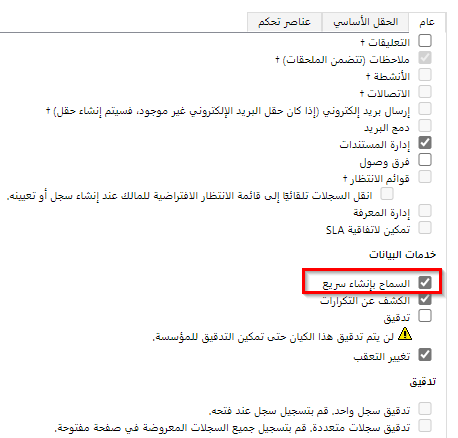 عام
الحقل الأساسي
عناصر تحكم
التعليقات †
ملاحظات (تتضمن الملحقات) †
الأنشطة †
الاتصالات †
إرسال بريد إلكتروني (إذا كان حقل البريد الإلكتروني غير موجود، فسيتم إنشاء حقل) †
دمج البريد
إدارة المستندات
فرق وصول
قوائم الانتظار †
انقل السجلات تلقائيًا إلى قائمة الانتظار الافتراضية للمالك عند إنشاء سجل أو تعيينه.
إدارة المعرفة
تمكين لاتفاقية SLA
خدمات البيانات
السماح بإنشاء سريع
الكشف عن التكرارات
تدقيق
لن يتم تدقيق هذا الكيان حتى تمكين التدقيق للمؤسسة.
تغيير التعقب
تدقيق
تدقيق سجل واحد. قم بتسجيل سجل عند فتحه.
تدقيق سجلات متعددة. قم بتسجيل جميع السجلات المعروضة في صفحة مفتوحة.